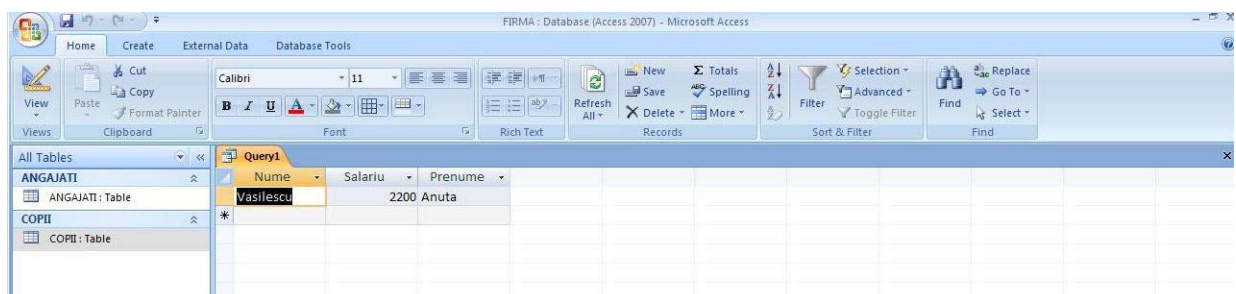 FIRMA : Database (Access 2007) - Microsoft Access
Home Create External Data Database Tools
View
Views
Paste
Cut
Copy
Format Painter
Clipboard
Calibri 11
B I U A
Font
Rich Text
Refresh All
New
Save
Delete
Totals
Spelling
More
Records
Filter
Selection
Advanced
Toggle Filter
Sort & Filter
Find
Replace
Go To
Select
Find
All Tables
ANGAJATI
ANGAJATI : Table
COPII
COPII : Table
Query1
Nume Salariu Prenume
Vasilescu 2200 Anuta